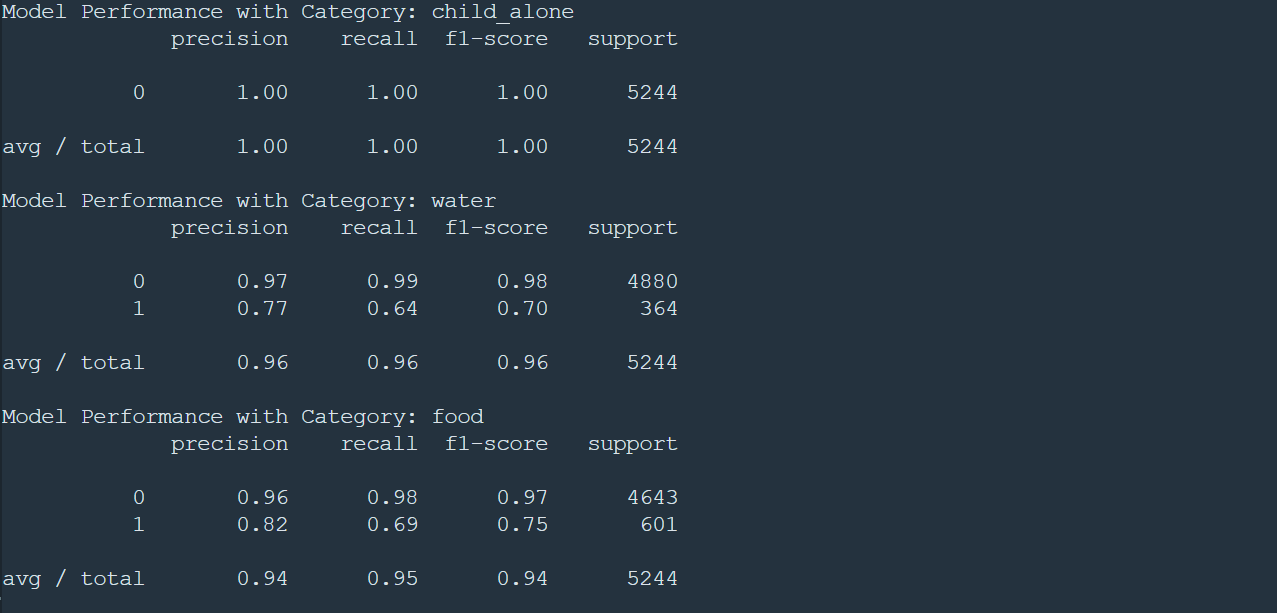 Model Performance with Category: child_alone
precision recall f1-score support
0 1.00 1.00 1.00 5244
avg / total 1.00 1.00 1.00 5244
Model Performance with Category: water
precision recall f1-score support
0 0.97 0.99 0.98 4880
1 0.77 0.64 0.70 364
avg / total 0.96 0.96 0.96 5244
Model Performance with Category: food
precision recall f1-score support
0 0.96 0.98 0.97 4643
1 0.82 0.69 0.75 601
avg / total 0.94 0.95 0.94 5244